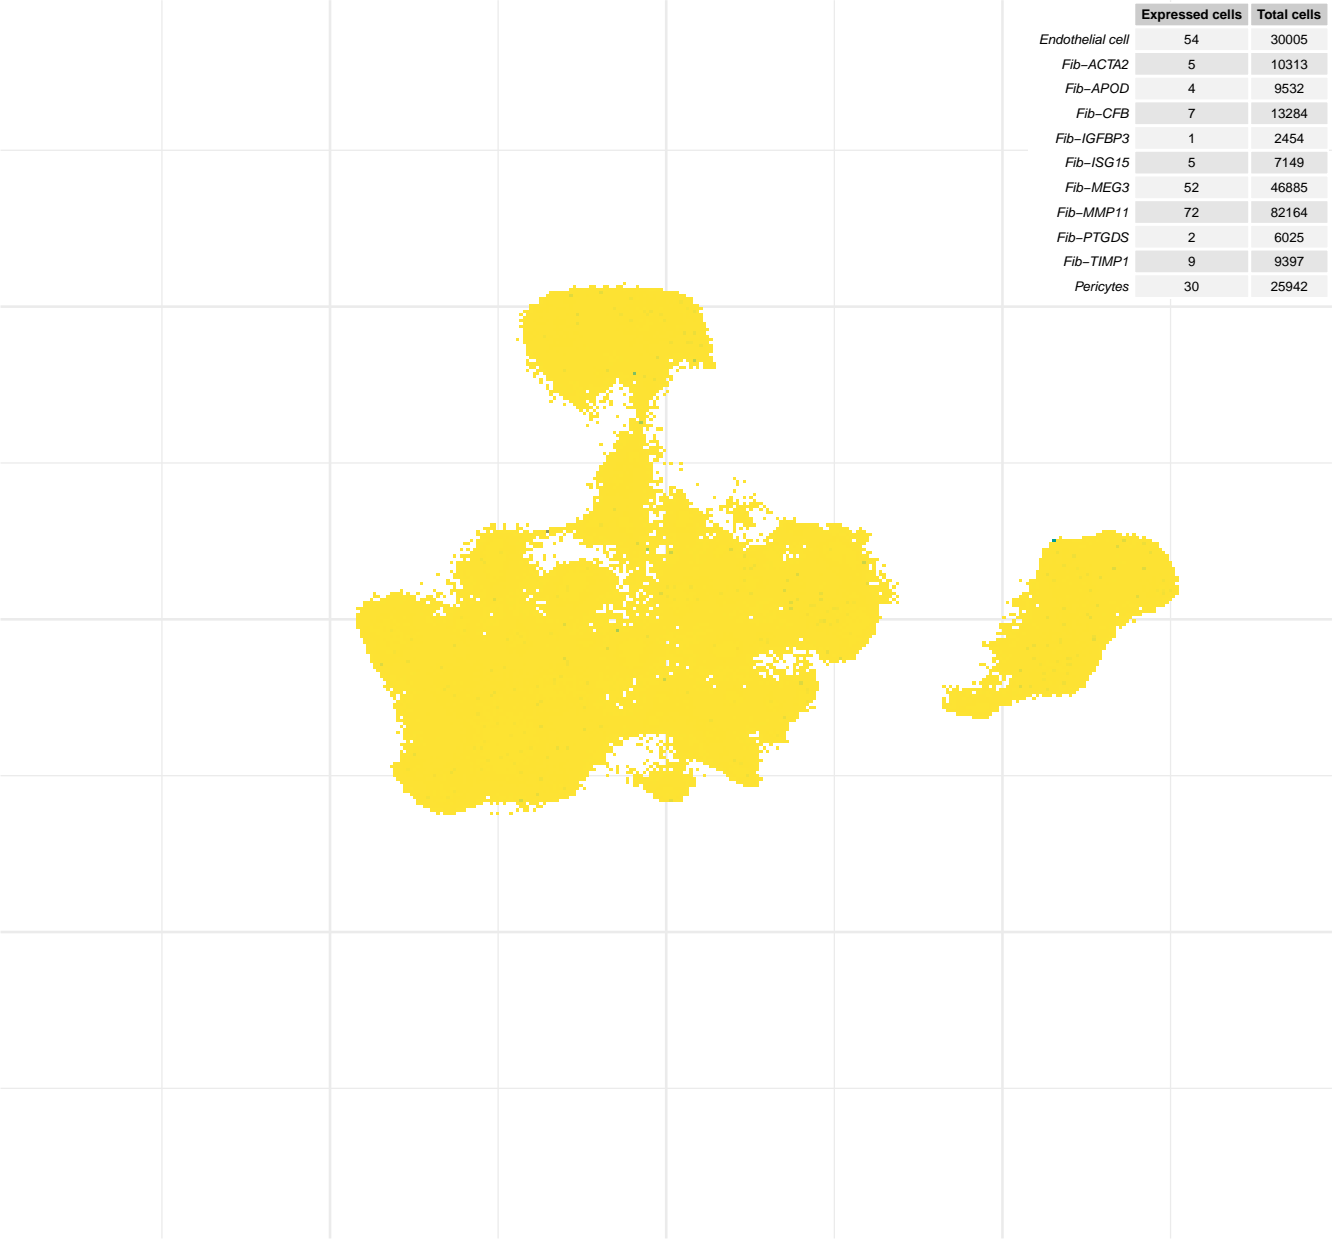 Expressed cells Total cells
Endothelial cell 54 30005
Fib−ACTA2 5 10313
Fib−APOD 4 9532
Fib−CFB 7 13284
Fib−IGFBP3 1 2454
Fib−ISG15 5 7149
Fib−MEG3 52 46885
Fib−MMP11 72 82164
Fib−PTGDS 2 6025
Fib−TIMP1 9 9397
Pericytes 30 25942